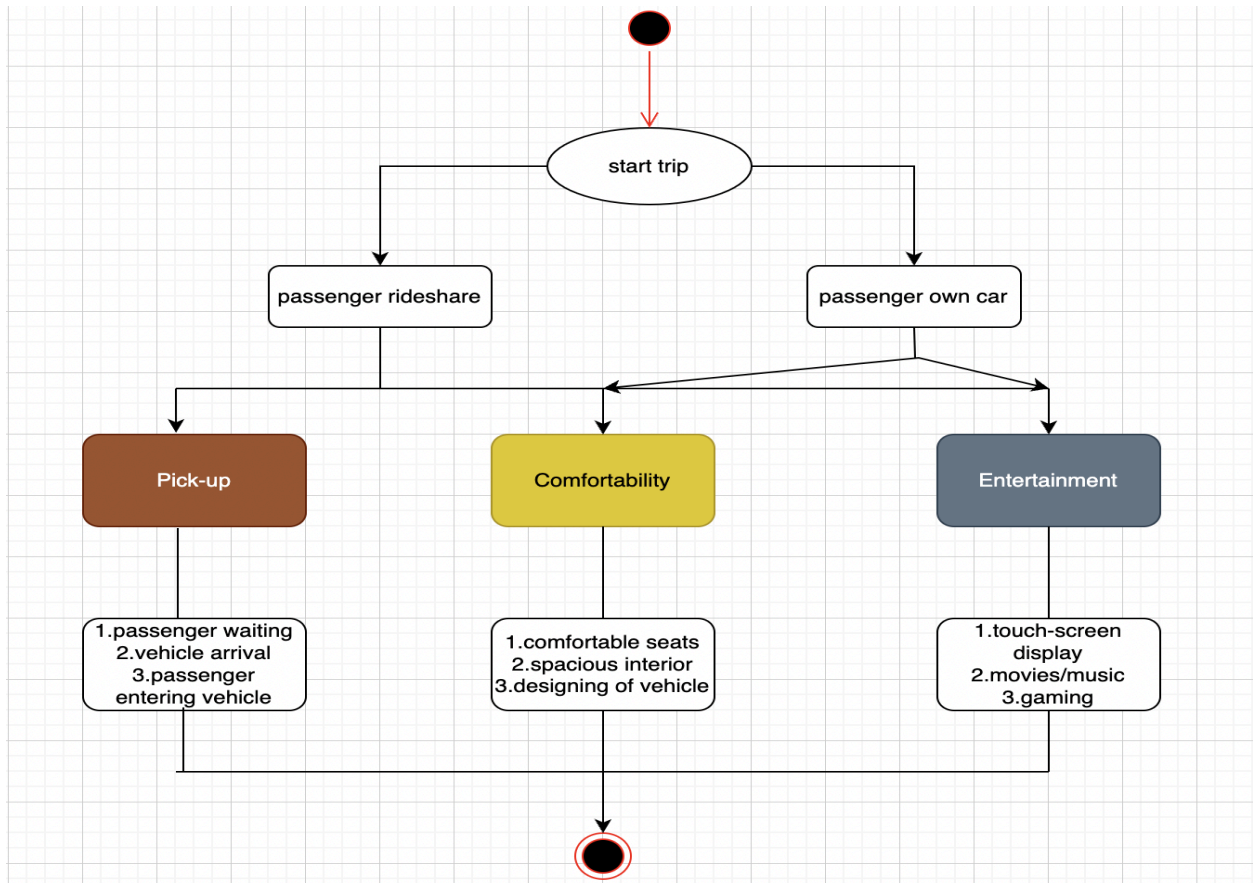 start trip
passenger rideshare
passenger own car
Pick-up
Comfortability
Entertainment
1.passenger waiting
2.vehicle arrival
3.passenger
entering vehicle
1.comfortable seats
2.spacious interior
3.designing of vehicle
1.touch-screen
display
2.movies/music
3.gaming